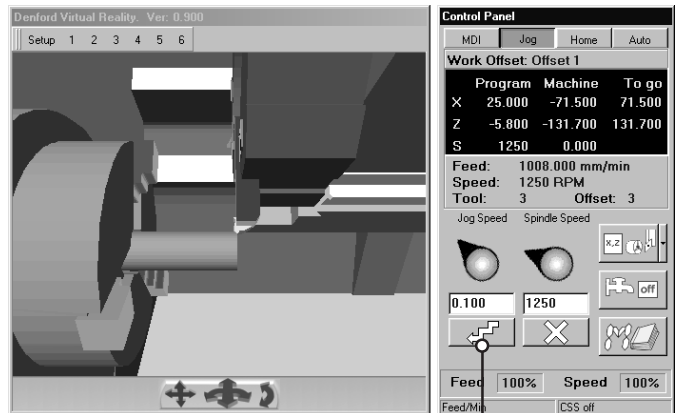 Denford Virtual Reality. Ver: 0.900
Setup 1 2 3 4 5 6
Control Panel
MDI Jog Home Auto
Work Offset: Offset 1
Program Machine To go
X 25.000 -71.500 71.500
Z -5.800 -131.700 131.700
S 1250 0.000
Feed: 1008.000 mm/min
Speed: 1250 RPM
Tool: 3 Offset: 3
Jog Speed Spindle Speed
x,z
off
0.100 1250
Feed 100% Speed 100%
Feed/Min CSS off